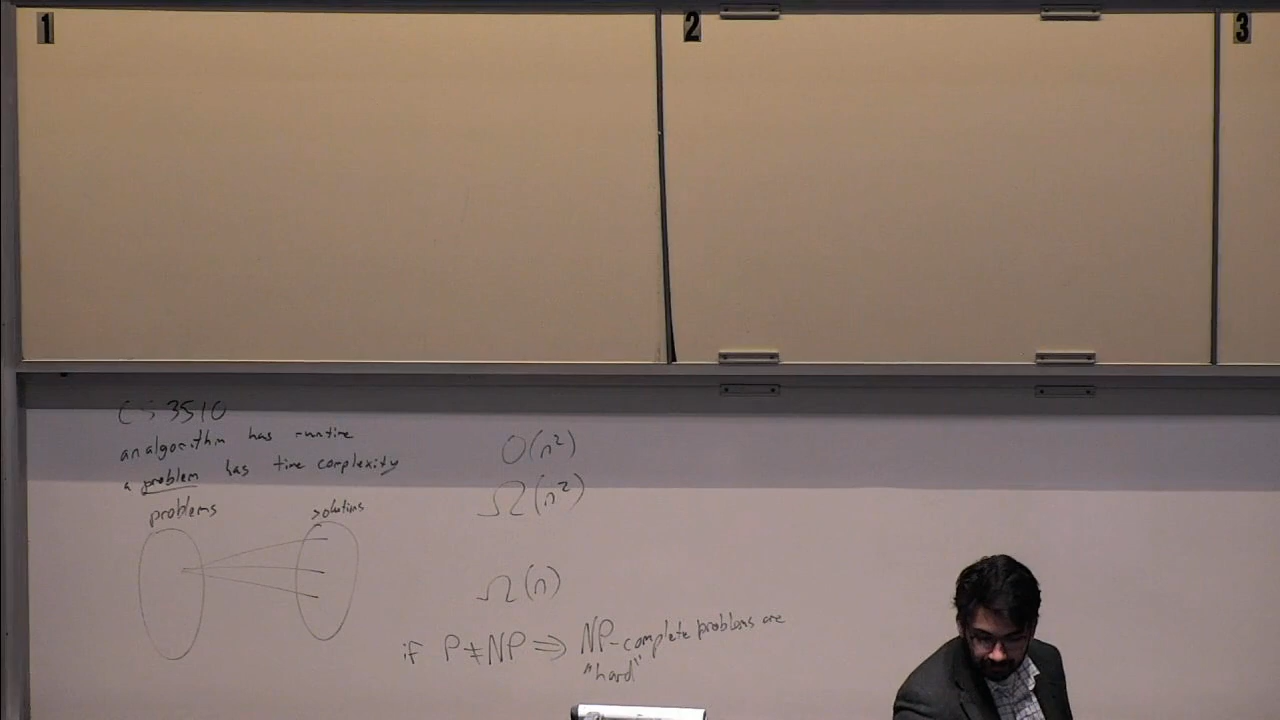 1
2
3
CS 3510
an algorithm has runtime
a problem has time complexity
problems
solutions
O(n²)
Ω(n²)
Ω(n)
if P≠NP ⇒ NP-complete problems are
"hard"